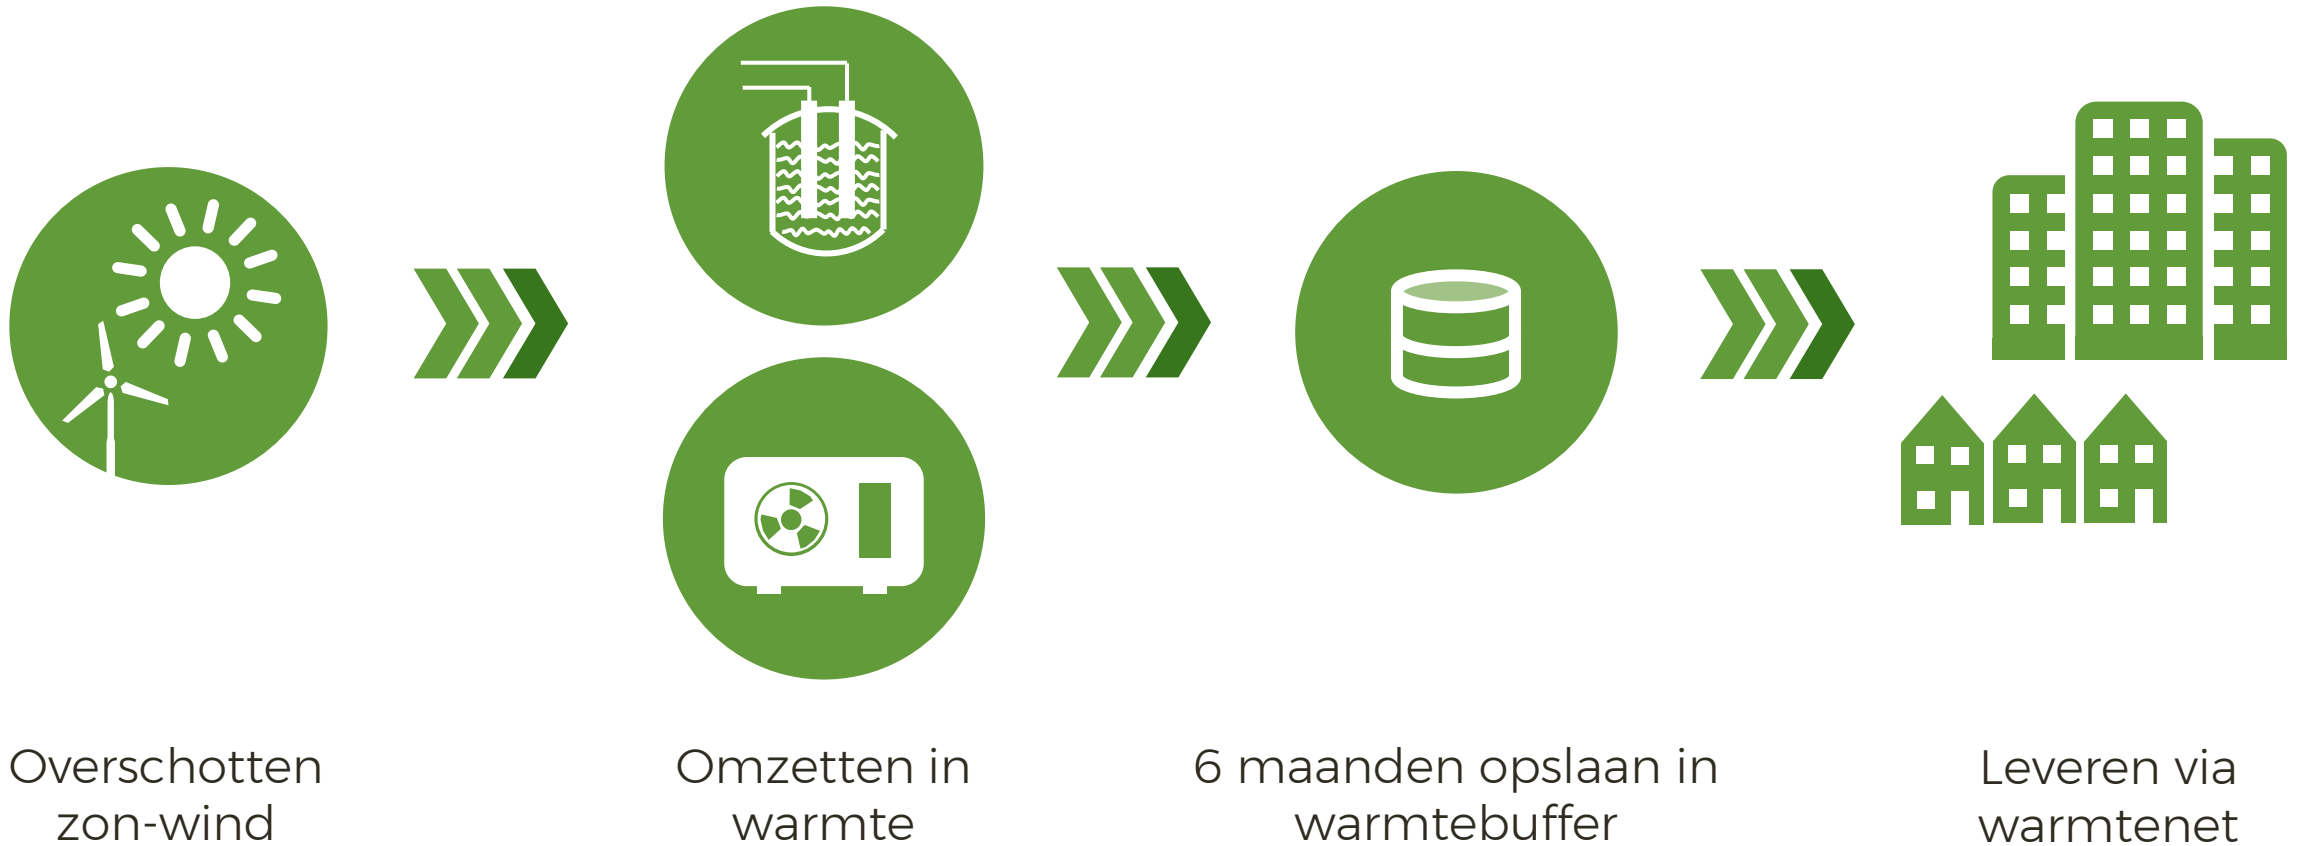 Overschotten
zon-wind
Omzetten in
warmte
6 maanden opslaan in
warmtebuffer
Leveren via
warmtenet